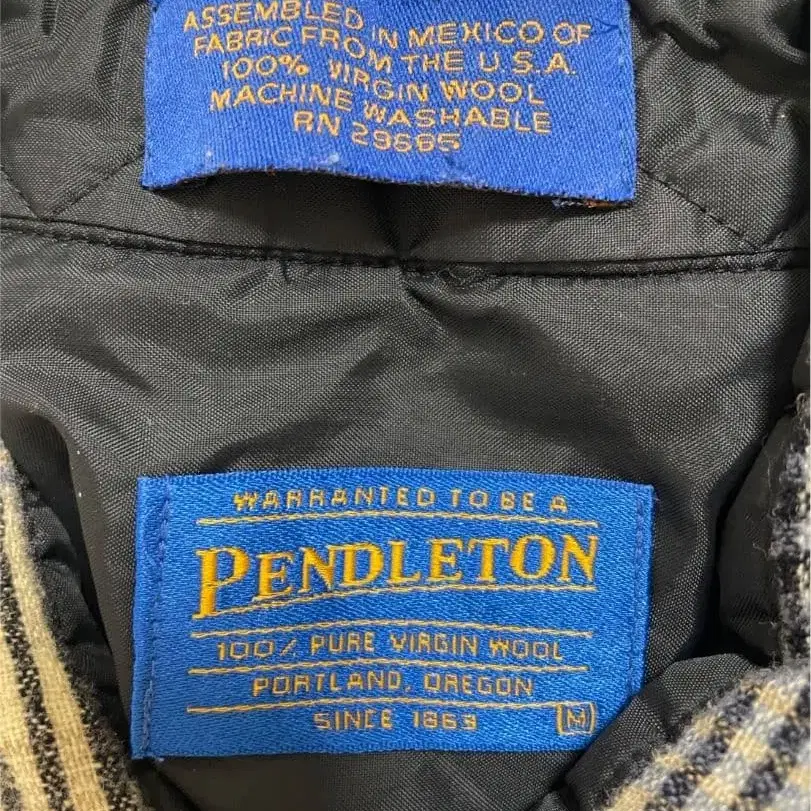 ASSEMBLED IN MEXICO OF
FABRIC FROM THE U.S.A.
100% VIRGIN WOOL
MACHINE WASHABLE
RN 29685
WARRANTED TO BE A
PENDLETON
100% PURE VIRGIN WOOL
PORTLAND, OREGON
SINCE 1863
M